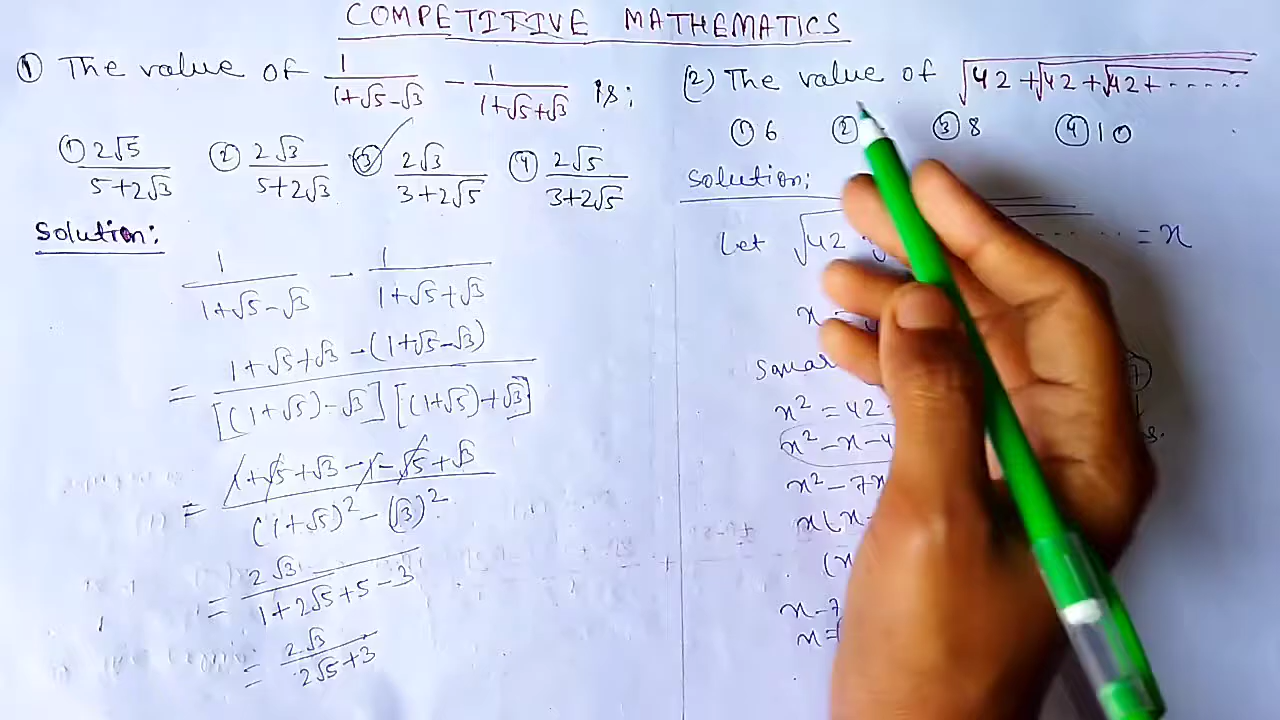 COMPETITIVE MATHEMATICS
① The value of 1/(1+√5-√3) - 1/(1+√5+√3) is:
① 2√5/(5+2√3) ② 2√3/(5+2√3) ③ 2√3/(3+2√5) ④ 2√5/(3+2√5)
Solution:
1/(1+√5-√3) - 1/(1+√5+√3)
= (1+√5+√3-(1+√5-√3))/([(1+√5)-√3][(1+√5)+√3])
= (1+√5+√3-1-√5+√3)/((1+√5)²-(√3)²)
= 2√3/(1+2√5+5-3)
= 2√3/(2√5+3)
(2) The value of √42+√42+√42+......
① 6 ② ③ 8 ④ 10
Solution:
Let √42 = x
x =
Squar
x² = 42
x² - x - 4
x² - 7x
x(x-
(x
x-7
x=